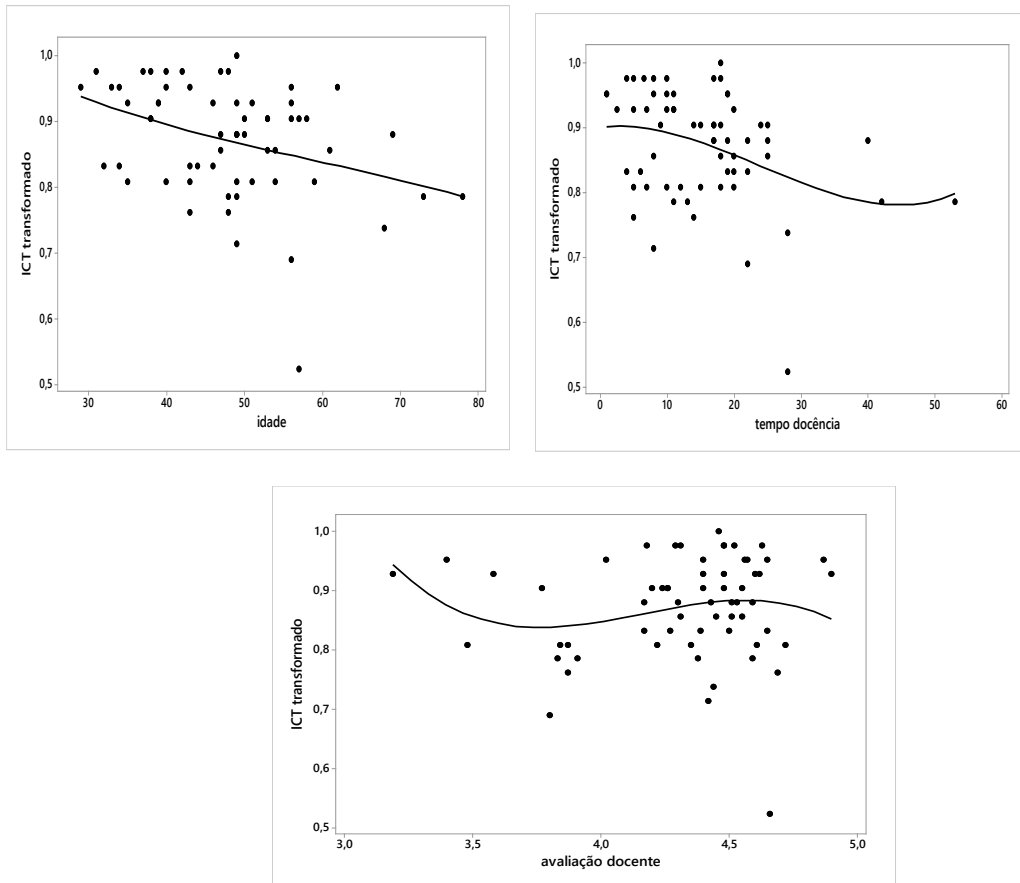 1,0
0,9
0,8
0,7
0,6
0,5
ICT transformado
30 40 50 60 70 80
idade
1,0
0,9
0,8
0,7
0,6
0,5
ICT transformado
0 10 20 30 40 50 60
tempo docência
1,0
0,9
0,8
0,7
0,6
0,5
ICT transformado
3,0 3,5 4,0 4,5 5,0
avaliação docente